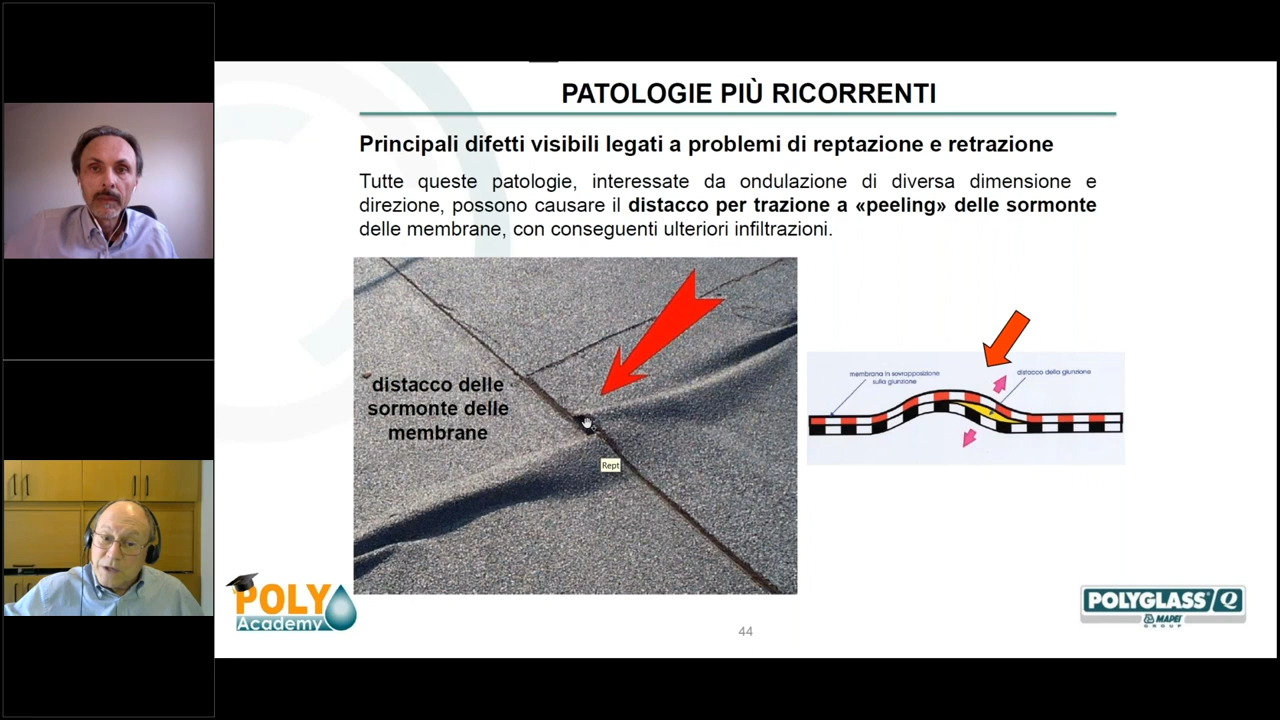 PATOLOGIE PIÙ RICORRENTI
Principali difetti visibili legati a problemi di reptazione e retrazione
Tutte queste patologie, interessate da ondulazione di diversa dimensione e
direzione, possono causare il distacco per trazione a «peeling» delle sormonte
delle membrane, con conseguenti ulteriori infiltrazioni.
distacco delle
sormonte delle
membrane
Rept
membrana in sovrapposizione
sulla giunzione
distacco della giunzione
POLY
Academy
POLYGLASS
MAPEI
GROUP
44